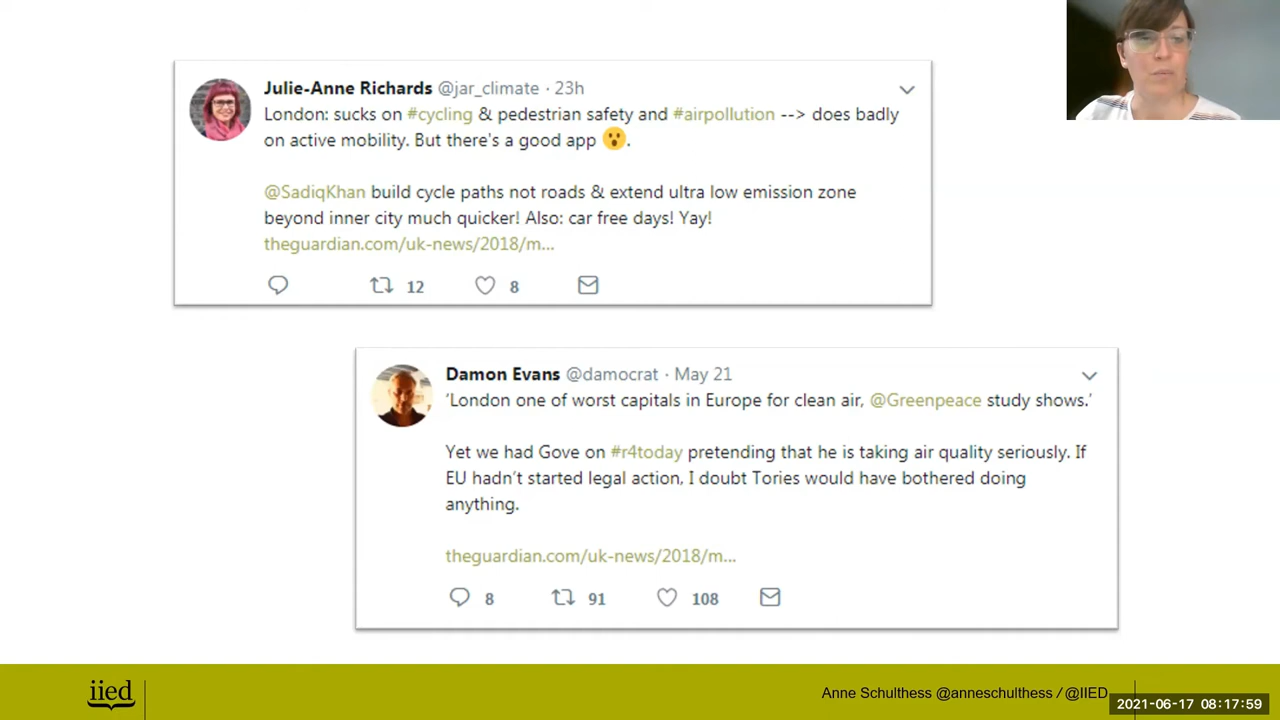 Julie-Anne Richards @jar_climate · 23h
London: sucks on #cycling & pedestrian safety and #airpollution --> does badly
on active mobility. But there's a good app 😮.
@SadiqKhan build cycle paths not roads & extend ultra low emission zone
beyond inner city much quicker! Also: car free days! Yay!
theguardian.com/uk-news/2018/m...
12 8
Damon Evans @damocrat · May 21
‘London one of worst capitals in Europe for clean air, @Greenpeace study shows.’
Yet we had Gove on #r4today pretending that he is taking air quality seriously. If
EU hadn’t started legal action, I doubt Tories would have bothered doing
anything.
theguardian.com/uk-news/2018/m...
8 91 108
iied
Anne Schulthess @anneschulthess / @IIED
2021-06-17 08:17:59